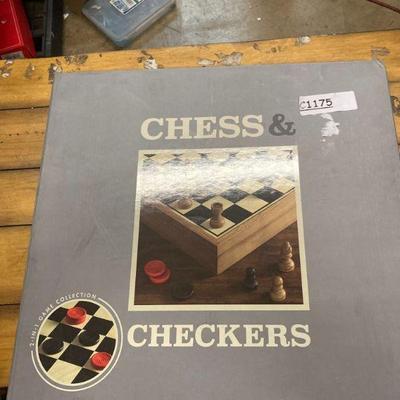 C1175
CHESS &
CHECKERS
2-IN-1 GAME COLLECTION